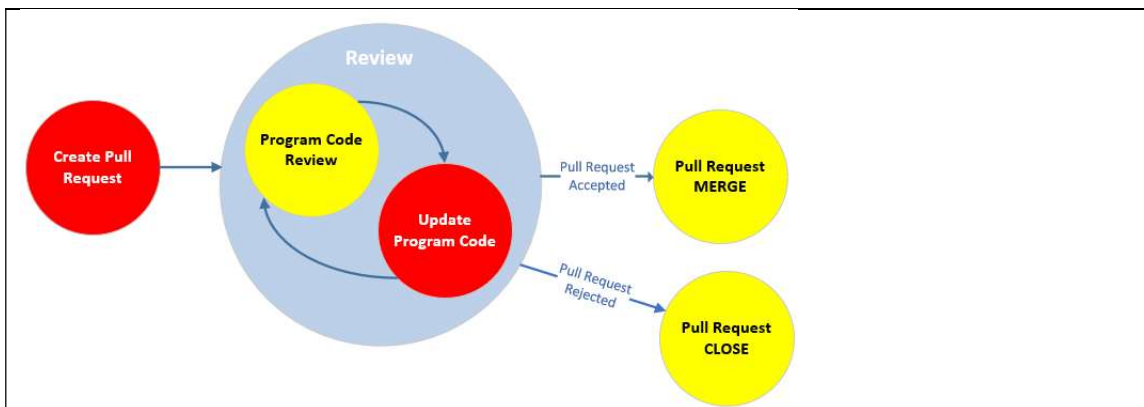 Review
Create Pull
Request
Program Code
Review
Update
Program Code
Pull Request
Accepted
Pull Request
MERGE
Pull Request
Rejected
Pull Request
CLOSE